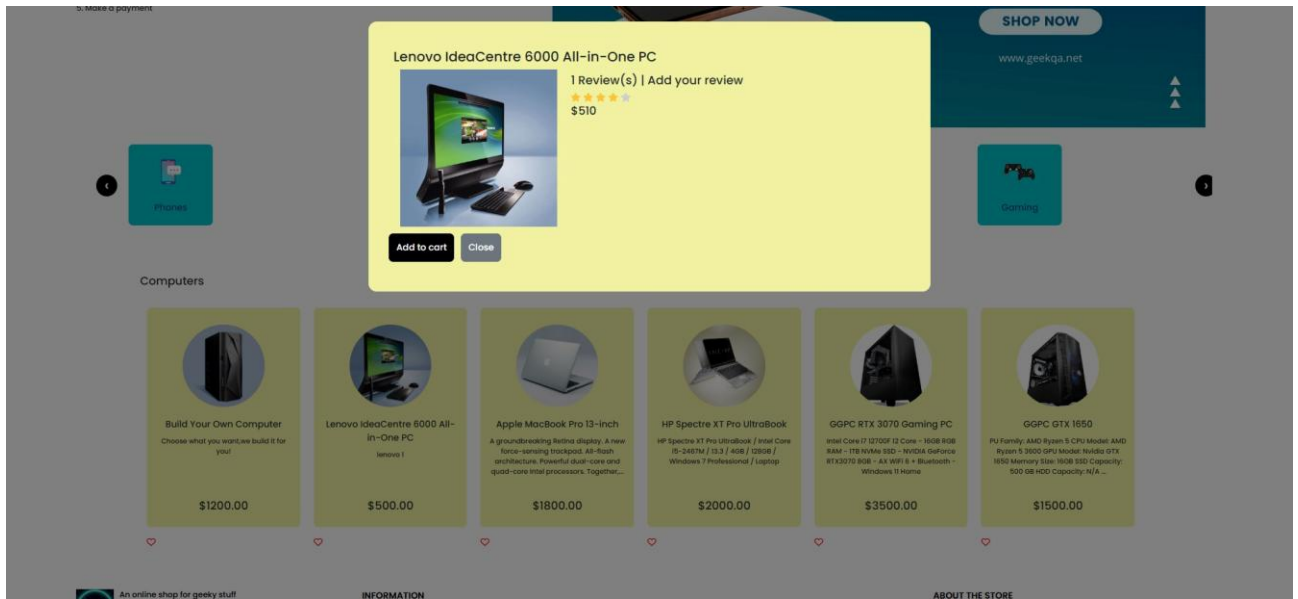 5. Make a payment
SHOP NOW
www.geekqa.net
Lenovo IdeaCentre 6000 All-in-One PC
1 Review(s) | Add your review
$510
Add to cart
Close
Phones
Gaming
Computers
Build Your Own Computer
Choose what you want,we build it for
you!
$1200.00
Lenovo IdeaCentre 6000 All-
in-One PC
lenovo 1
$500.00
Apple MacBook Pro 13-inch
A groundbreaking Retina display. A new
force-sensing trackpad. All-flash
architecture. Powerful dual-core and
quad-core Intel processors. Together,...
$1800.00
HP Spectre XT Pro UltraBook
HP Spectre XT Pro UltraBook / Intel Core
i5-2467M / 13.3 / 4GB / 128GB /
Windows 7 Professional / Laptop
$2000.00
GGPC RTX 3070 Gaming PC
Intel Core i7 12700F 12 Core - 16GB RGB
RAM - 1TB NVMe SSD - NVIDIA GeForce
RTX3070 8GB - AX WIFI 6 + Bluetooth -
Windows 11 Home
$3500.00
GGPC GTX 1650
PU Family: AMD Ryzen 5 CPU Model: AMD
Ryzen 5 3600 GPU Model: Nvidia GTX
1650 Memory Size: 16GB SSD Capacity:
500 GB HDD Capacity: N/A ...
$1500.00
An online shop for geeky stuff
INFORMATION
ABOUT THE STORE